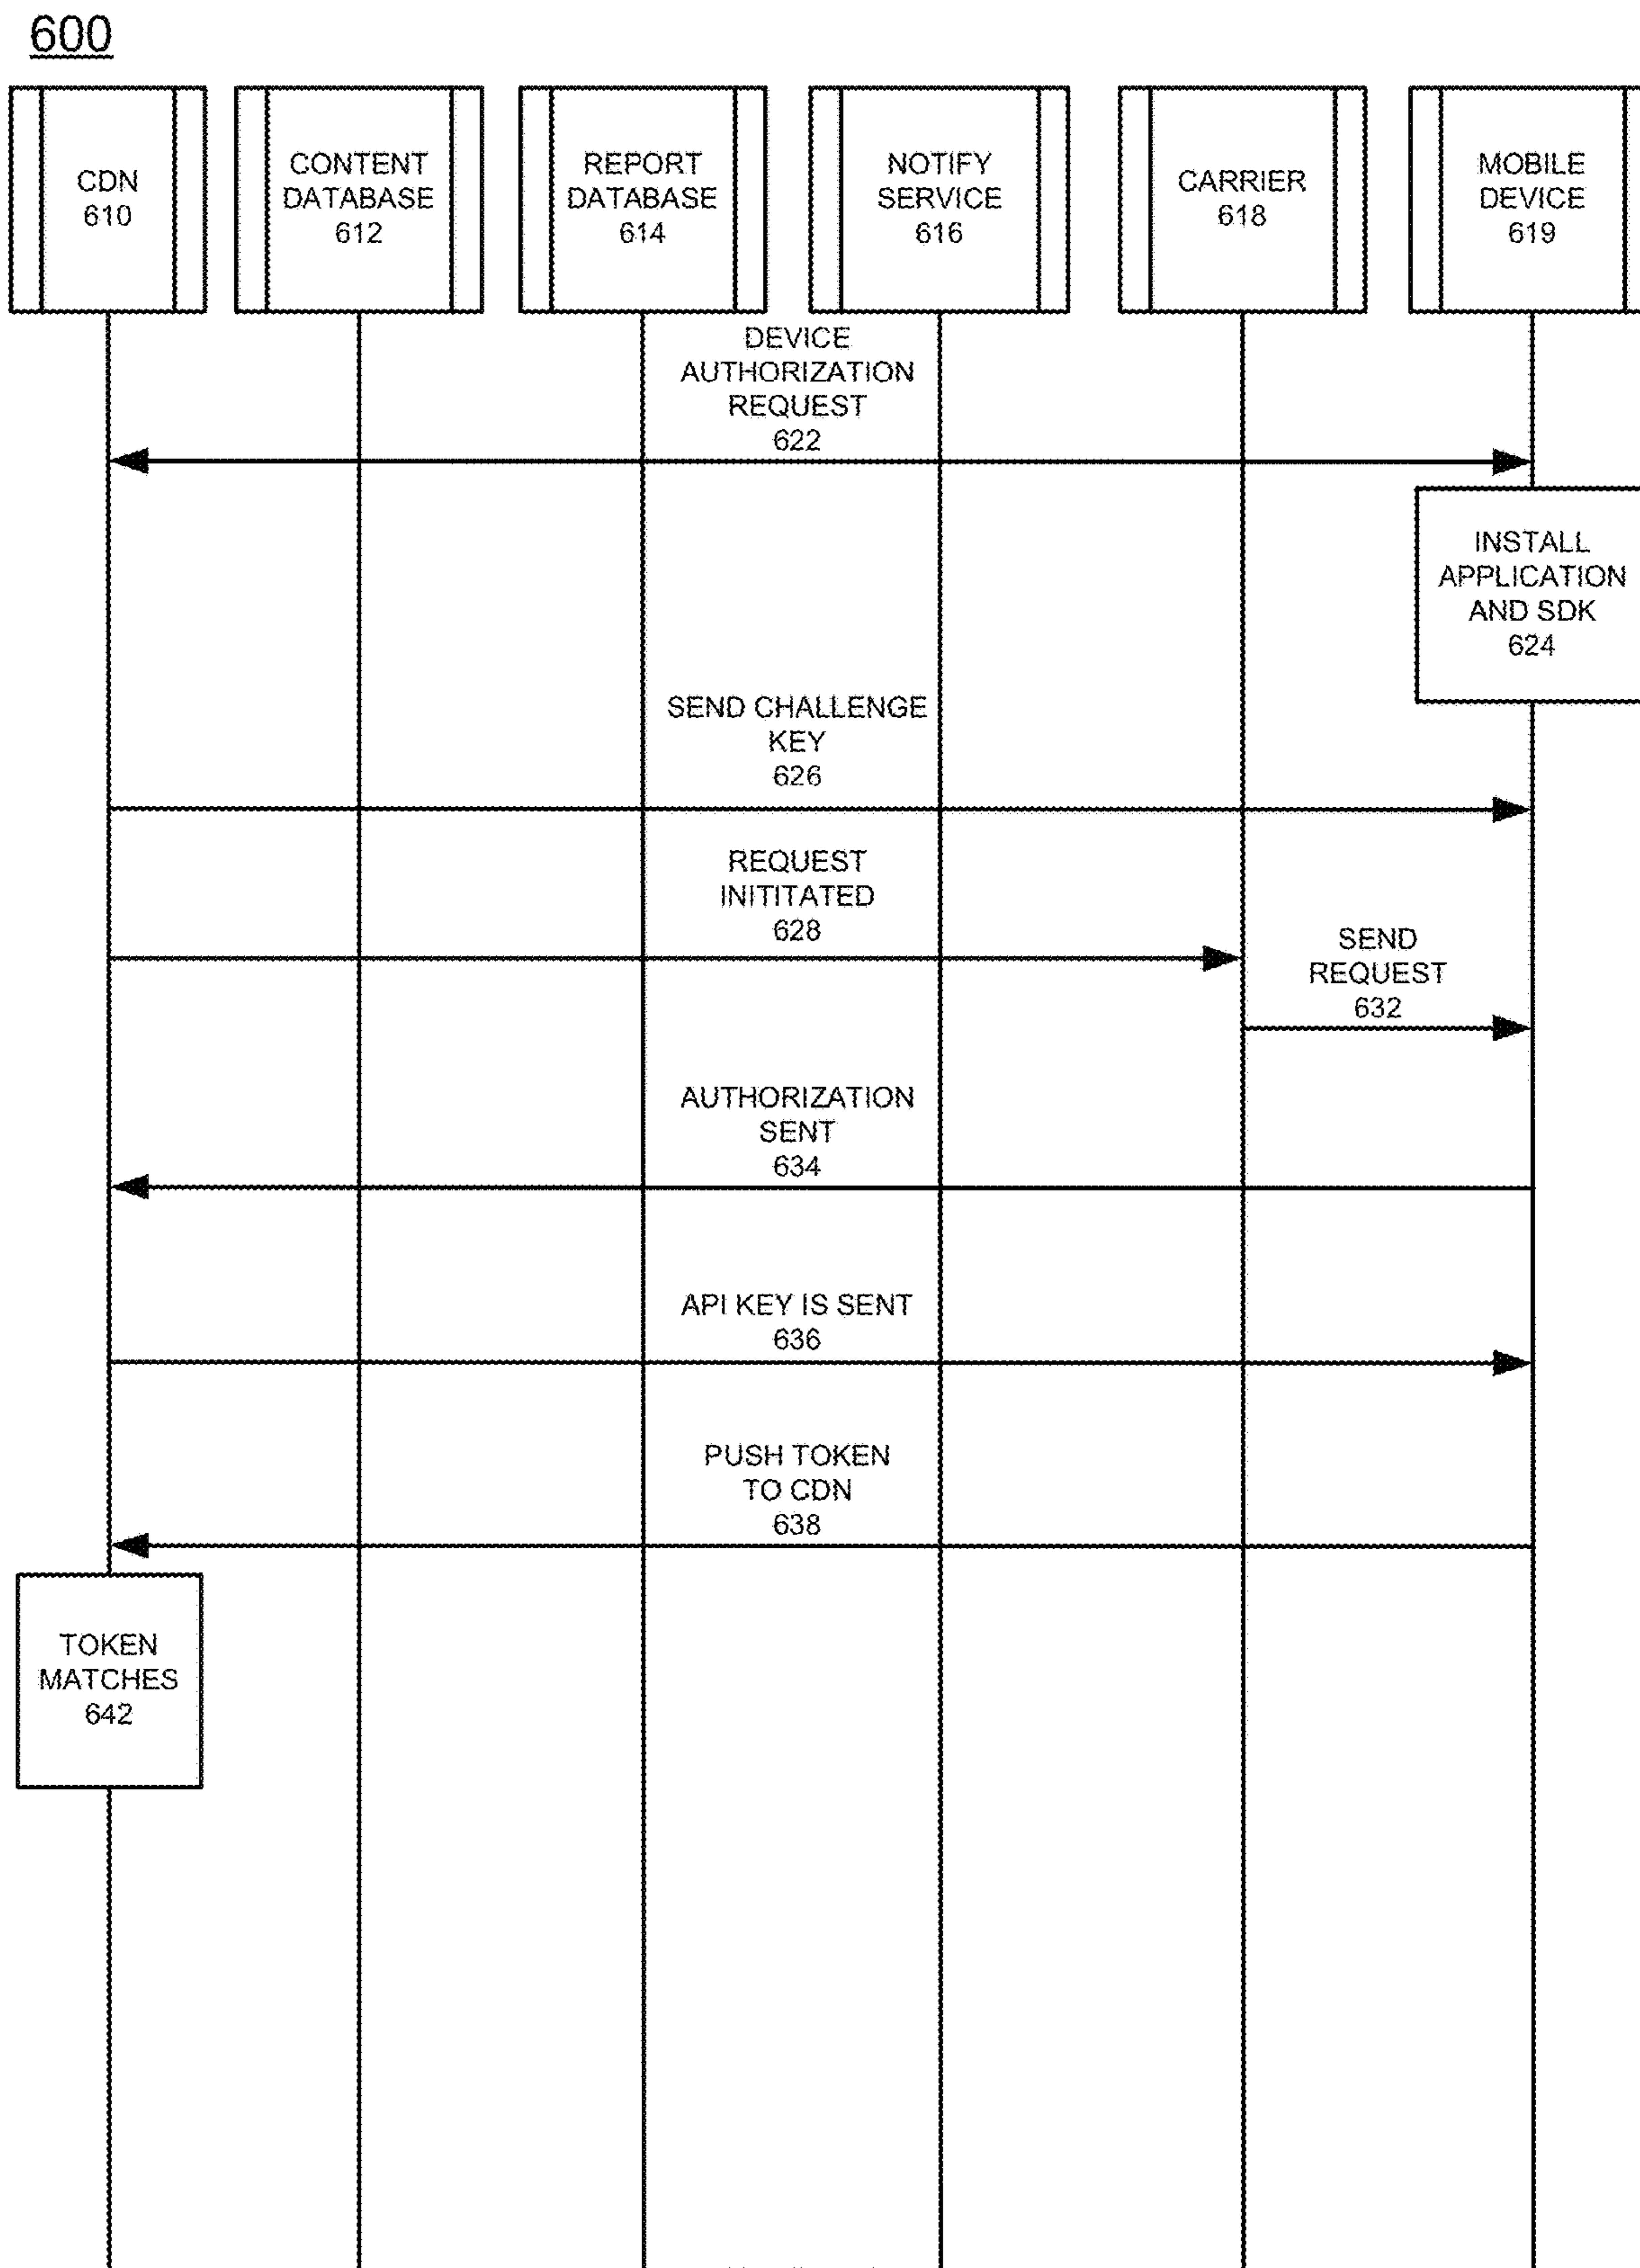 600
CDN
610
CONTENT
DATABASE
612
REPORT
DATABASE
614
NOTIFY
SERVICE
616
CARRIER
618
MOBILE
DEVICE
619
DEVICE
AUTHORIZATION
REQUEST
622
INSTALL
APPLICATION
AND SDK
624
SEND CHALLENGE
KEY
626
REQUEST
INITITATED
628
SEND
REQUEST
632
AUTHORIZATION
SENT
634
API KEY IS SENT
636
PUSH TOKEN
TO CDN
638
TOKEN
MATCHES
642